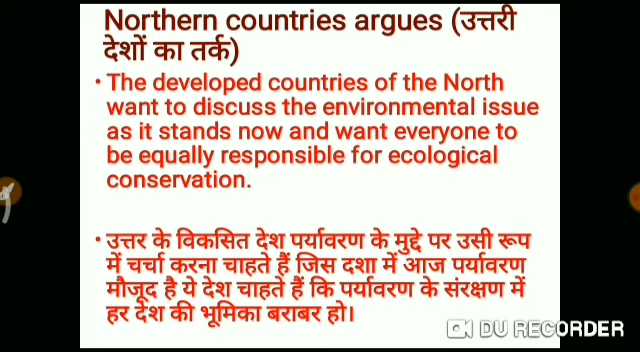 Northern countries argues (उत्तरी
देशों का तर्क)
• The developed countries of the North
want to discuss the environmental issue
as it stands now and want everyone to
be equally responsible for ecological
conservation.
• उत्तर के विकसित देश पर्यावरण के मुद्दे पर उसी रूप
में चर्चा करना चाहते हैं जिस दशा में आज पर्यावरण
मौजूद है ये देश चाहते हैं कि पर्यावरण के संरक्षण में
हर देश की भूमिका बराबर हो।
DU RECORDER